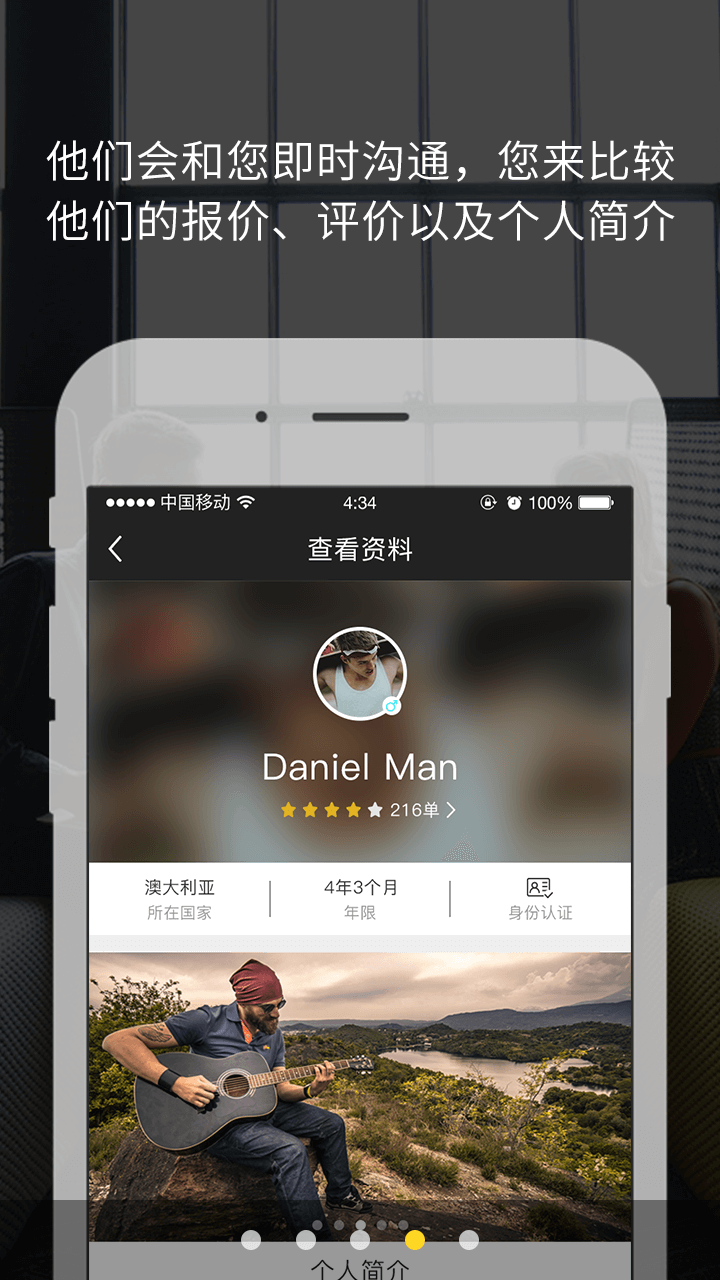 他们会和您即时沟通，您来比较
他们的报价、评价以及个人简介
中国移动 4:34 100%
查看资料
Daniel Man
216单
澳大利亚 4年3个月
所在国家 年限 身份认证
个人简介